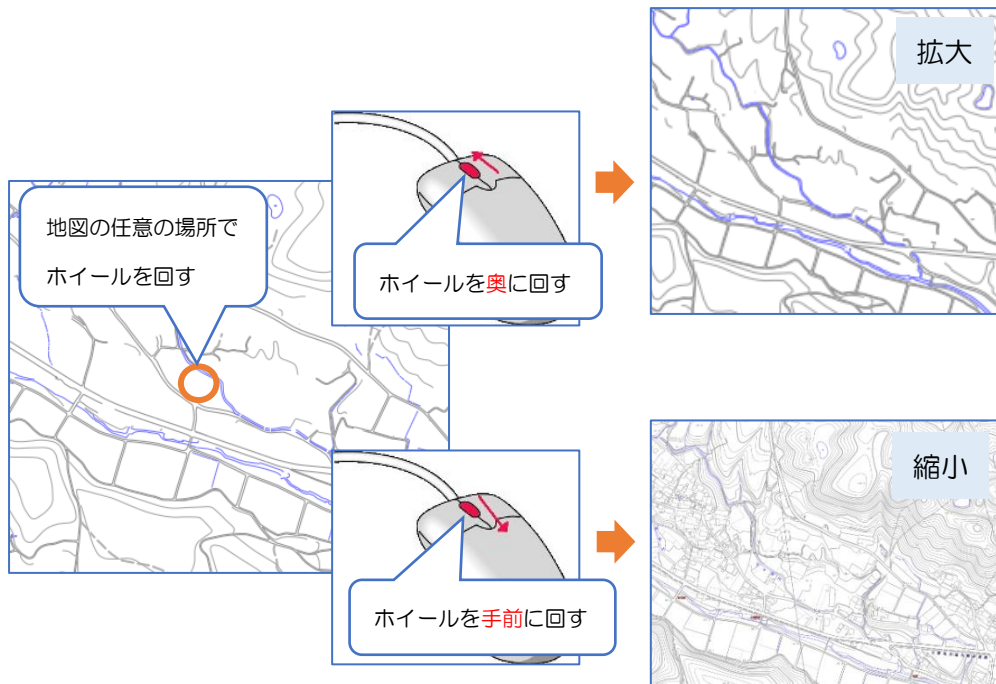 地図の任意の場所で
ホイールを回す
ホイールを奥に回す
拡大
ホイールを手前に回す
縮小